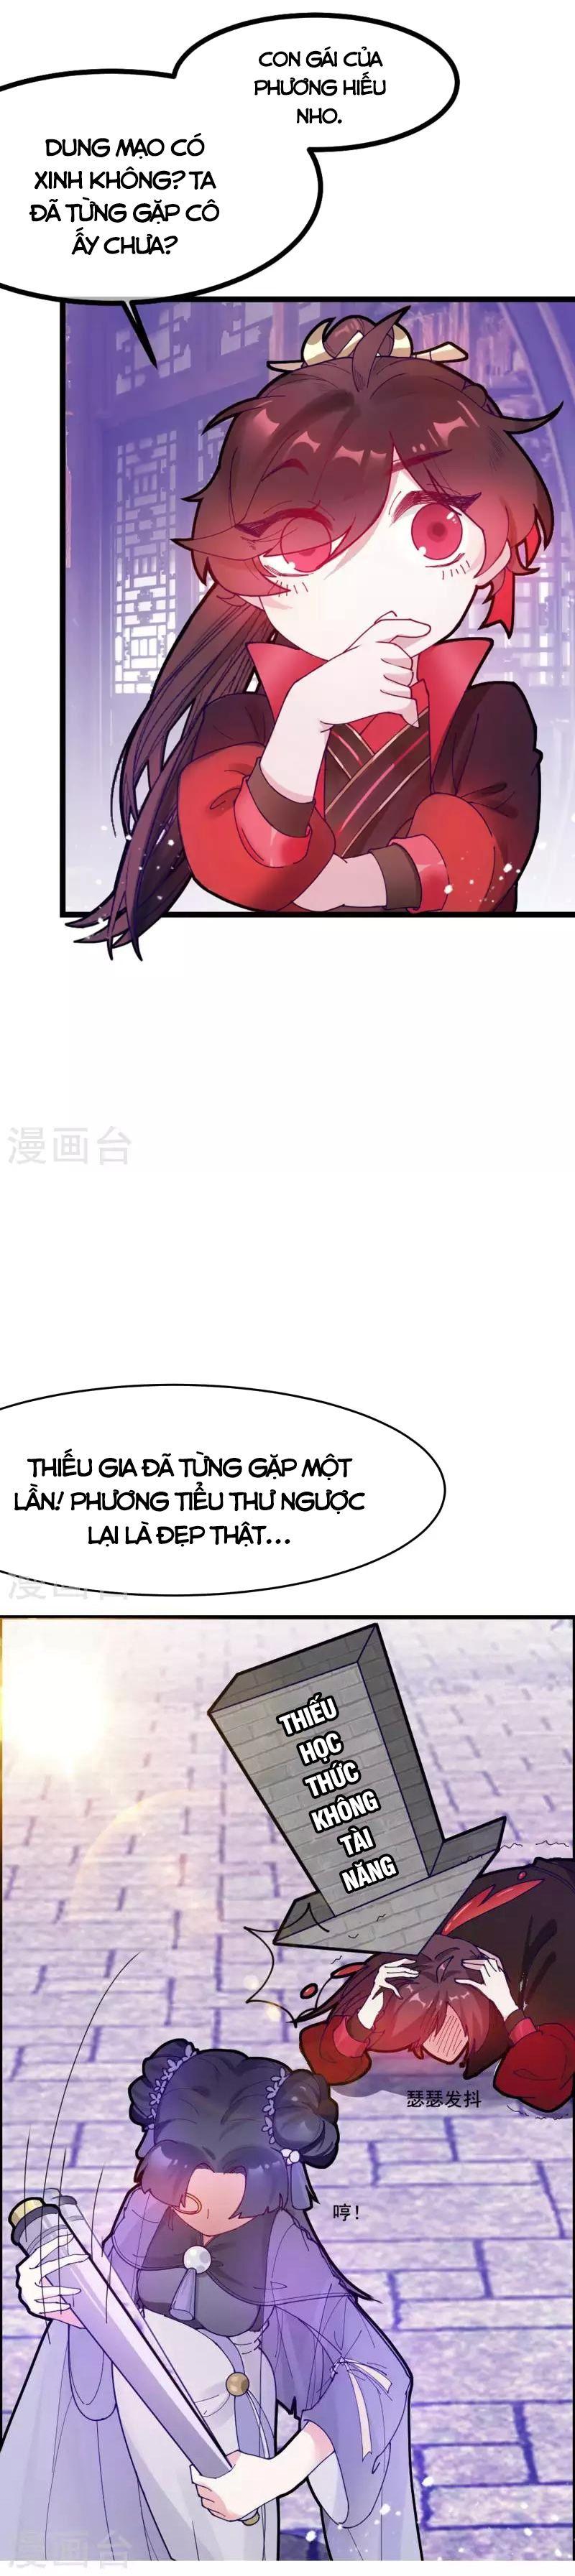 CON GÁI CỦA
PHƯƠNG HIẾU
NHO.
DUNG MẠO CÓ
XINH KHÔNG? TA
ĐÃ TỪNG GẶP CÔ
ẤY CHƯA?
漫画台
THIẾU GIA ĐÃ TỪNG GẶP MỘT
LẦN! PHƯƠNG TIỂU THƯ NGƯỢC
LẠI LÀ ĐẸP THẬT...
漫画台
THIẾU
HỌC
THỨC
KHÔNG
TÀI
NĂNG
瑟瑟发抖
哼!
漫画台